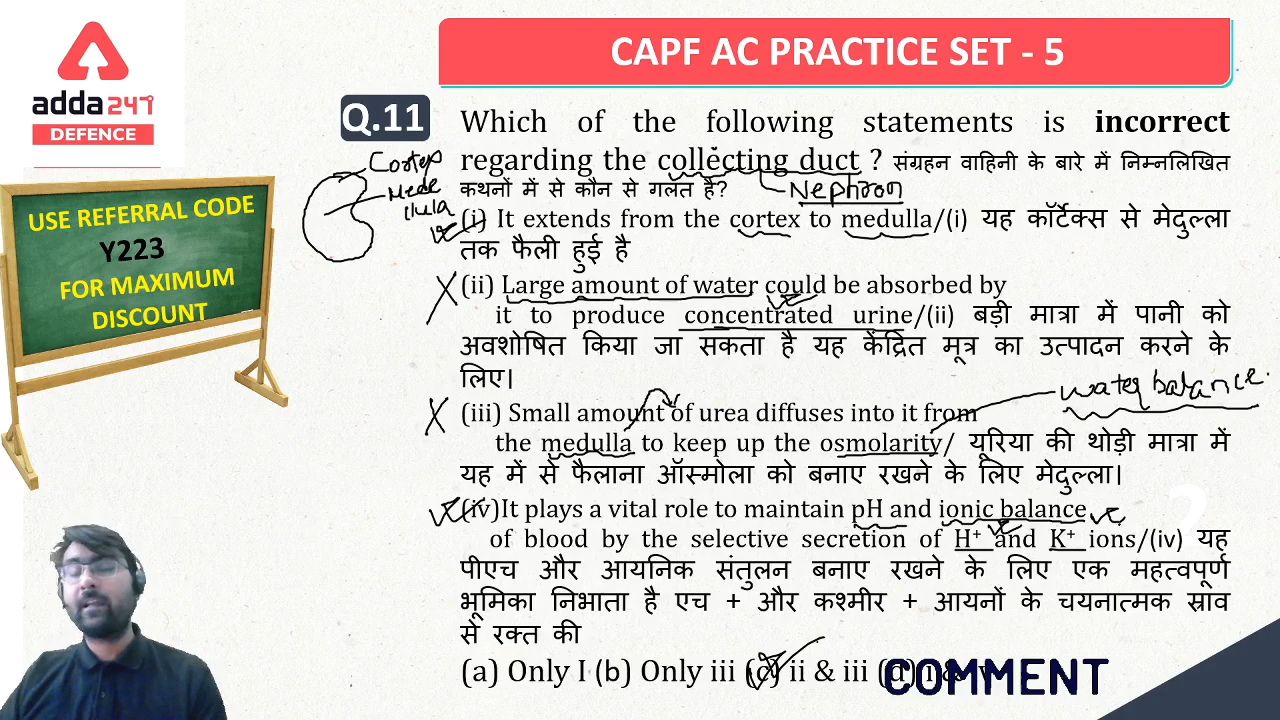 adda247
DEFENCE
USE REFERRAL CODE
Y223
FOR MAXIMUM
DISCOUNT
CAPF AC PRACTICE SET - 5
Q.11
Which of the following statements is incorrect
regarding the collecting duct ? संग्रहन वाहिनी के बारे में निम्नलिखित
कथनों में से कौन से गलत है?
Cortex
Mede
llula
Nephron
(i) It extends from the cortex to medulla/(i) यह कॉर्टेक्स से मेदुल्ला
तक फैली हुई है
(ii) Large amount of water could be absorbed by
it to produce concentrated urine/(ii) बड़ी मात्रा में पानी को
अवशोषित किया जा सकता है यह केंद्रित मूत्र का उत्पादन करने के
लिए।
water balance.
(iii) Small amount of urea diffuses into it from
the medulla to keep up the osmolarity/ यूरिया की थोड़ी मात्रा में
यह में से फैलाना ऑस्मोला को बनाए रखने के लिए मेदुल्ला।
(iv)It plays a vital role to maintain pH and ionic balance
of blood by the selective secretion of H+ and K+ ions/(iv) यह
पीएच और आयनिक संतुलन बनाए रखने के लिए एक महत्वपूर्ण
भूमिका निभाता है एच + और कश्मीर + आयनों के चयनात्मक स्राव
से रक्त की
(a) Only I (b) Only iii (c) ii & iii (d) i &
COMMENT